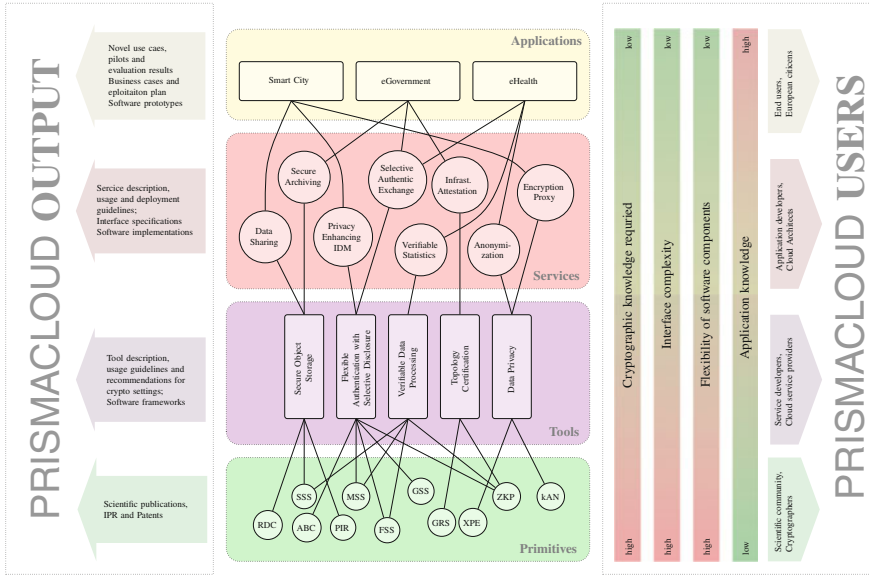 PRISMACLOUD OUTPUT
Novel use caes,
pilots and
evaluation results
Business cases and
eploitaiton plan
Software prototypes
Sercice description,
usage and deployment
guidelines;
Interface specifications
Software implementations
Tool description,
usage guidelines and
recommendations for
crypto settings;
Software frameworks
Scientific publications,
IPR and Patents
Applications
Smart City
eGovernment
eHealth
Secure
Archiving
Selective
Authentic
Exchange
Infrast.
Attestation
Encryption
Proxy
Data
Sharing
Privacy
Enhancing
IDM
Verifiable
Statistics
Anonymi-
zation
Services
Secure Object
Storage
Flexible
Authentication with
Selective Disclosure
Verifiable Data
Processing
Topology
Certification
Data Privacy
Tools
SSS
MSS
GSS
ZKP
kAN
RDC
ABC
PIR
FSS
GRS
XPE
Primitives
low
Cryptographic knowledge requried
high
low
Interface complexity
high
low
Flexibility of software components
high
high
Application knowledge
low
End users,
European citicens
Application developers,
Cloud Architects
Service developers,
Cloud service providers
Scientific community,
Cryptographers
PRISMACLOUD USERS